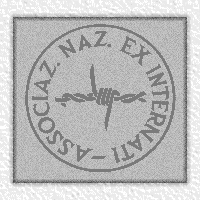 ASSOCIAZ. NAZ. EX INTERNATI -